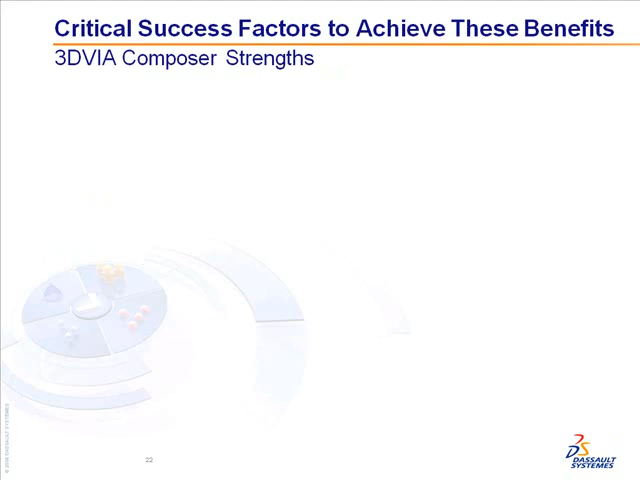 Critical Success Factors to Achieve These Benefits
3DVIA Composer Strengths
22
DASSAULT
SYSTEMES